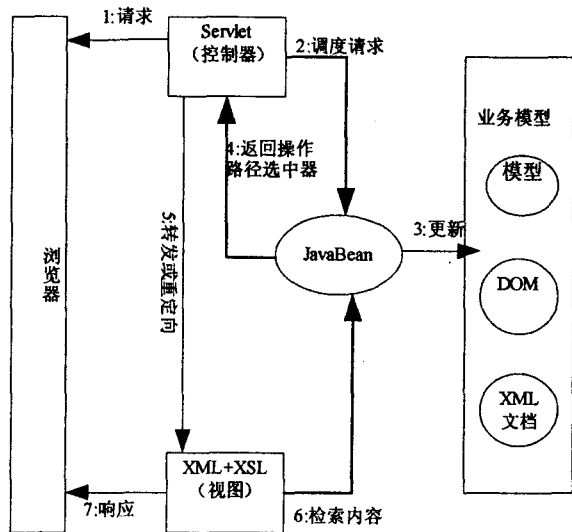 1:请求
Servlet
（控制器）
2:调度请求
业务模型
模型
4:返回操作
路径选中器
3:更新
JavaBean
浏览器
5:转发或重定向
DOM
XML
文档
XML+XSL
（视图）
7:响应
6:检索内容